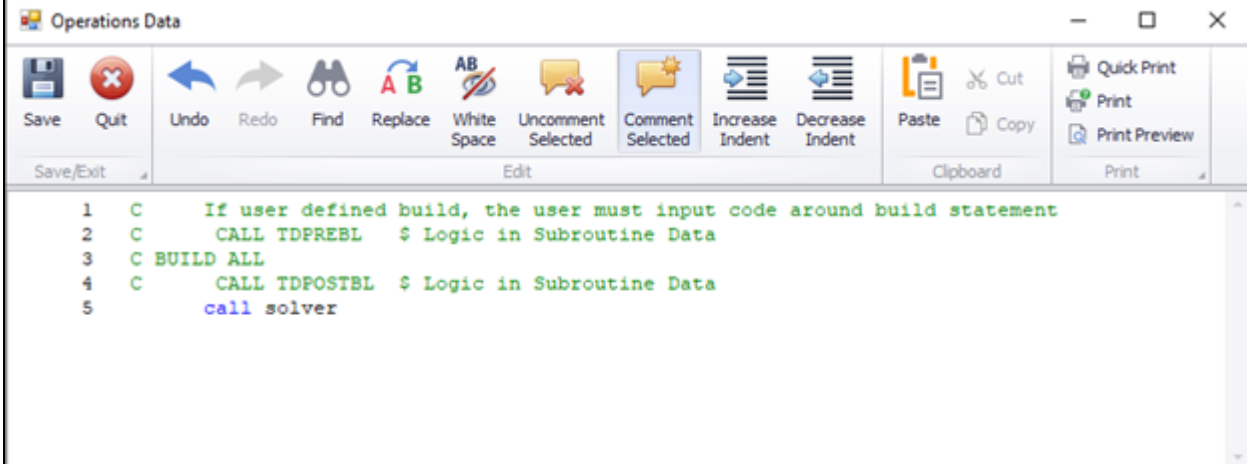 Operations Data
Save
Quit
Undo
Redo
Find
Replace
White Space
Uncomment Selected
Comment Selected
Increase Indent
Decrease Indent
Paste
Cut
Copy
Quick Print
Print
Print Preview
Save/Exit
Edit
Clipboard
Print
1 C If user defined build, the user must input code around build statement
2 C CALL TDPREBL $ Logic in Subroutine Data
3 C BUILD ALL
4 C CALL TDPOSTBL $ Logic in Subroutine Data
5 call solver